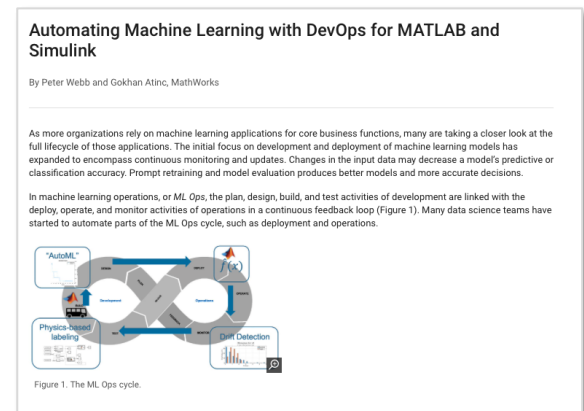 Automating Machine Learning with DevOps for MATLAB and
Simulink
By Peter Webb and Gokhan Atinc, MathWorks
As more organizations rely on machine learning applications for core business functions, many are taking a closer look at the
full lifecycle of those applications. The initial focus on development and deployment of machine learning models has
expanded to encompass continuous monitoring and updates. Changes in the input data may decrease a model's predictive or
classification accuracy. Prompt retraining and model evaluation produces better models and more accurate decisions.
In machine learning operations, or ML Ops, the plan, design, build, and test activities of development are linked with the
deploy, operate, and monitor activities of operations in a continuous feedback loop (Figure 1). Many data science teams have
started to automate parts of the ML Ops cycle, such as deployment and operations.
"AutoML"
f(x)
Development
Operations
Physics-based
labeling
Drift Detection
Figure 1. The ML Ops cycle.